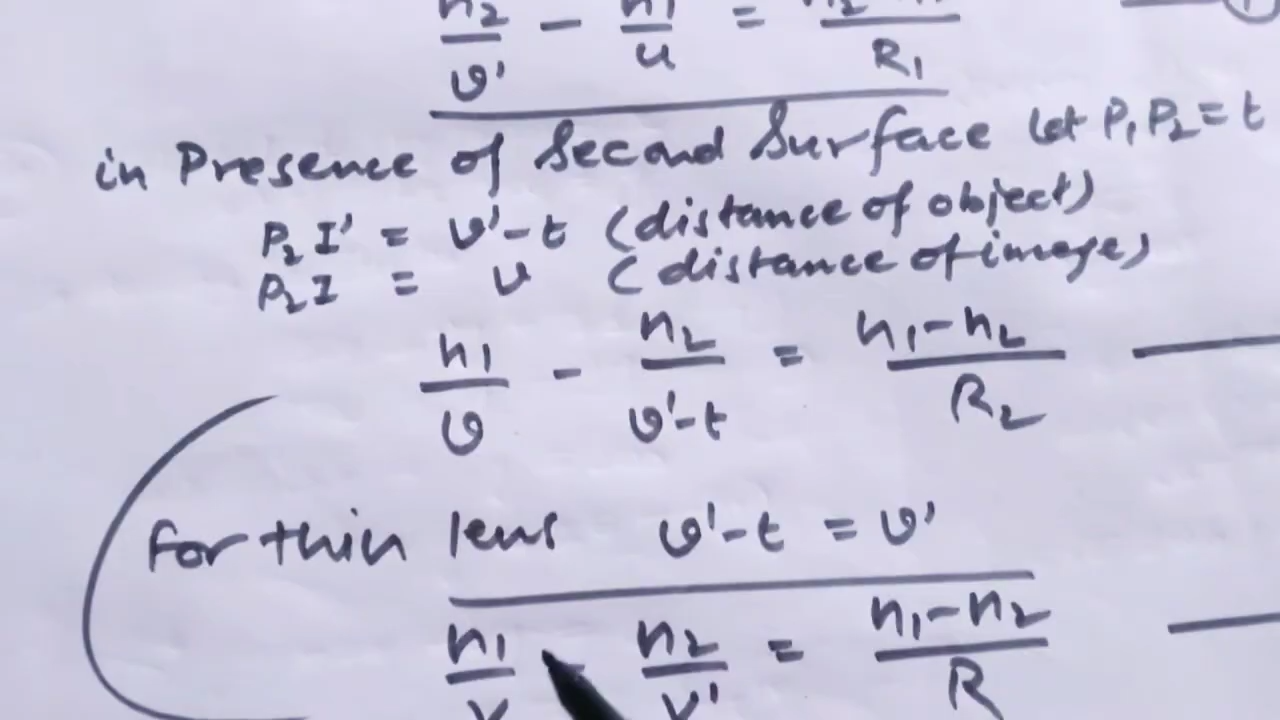 n2/v' - n1/u = n2-n1/R1
in Presence of Second Surface let P1P2 = t
P2I' = v'-t (distance of object)
P2I = v (distance of image)
n1/v - n2/v'-t = n1-n2/R2
for thin lens v'-t = v'
n1/v - n2/v' = n1-n2/R